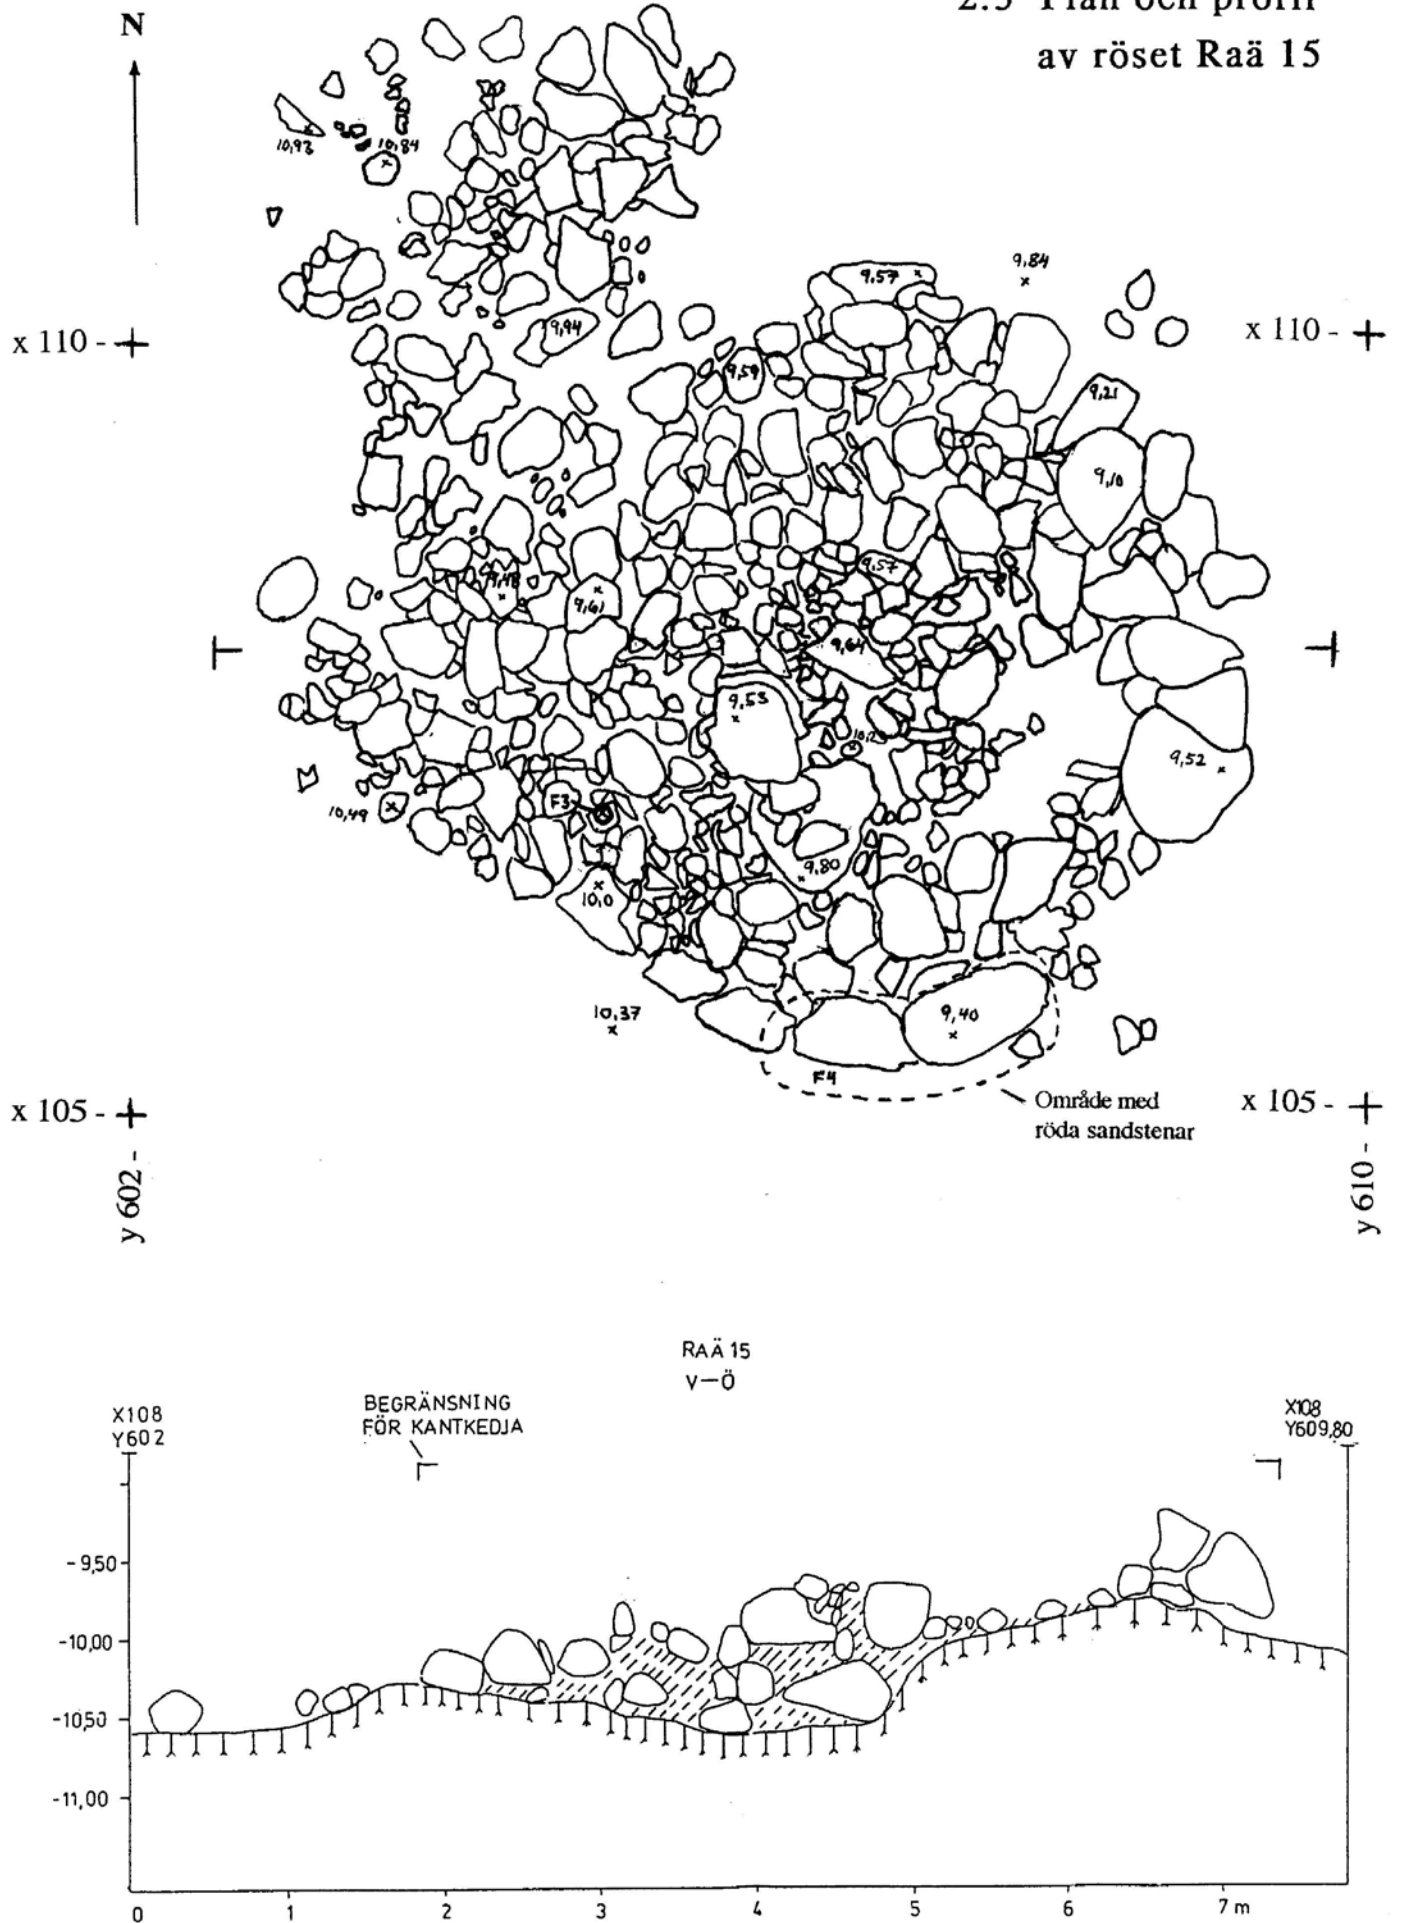 2.3 Plan och profil
av röset Raä 15
N
10,93
10,84
9,84
9,57
9,94
x 110 -
x 110 -
9,59
9,21
9,10
9,57
9,48
9,61
9,64
9,53
9,52
F3
10,49
9,80
10,0
10,37
9,40
F4
x 105 -
Område med
röda sandstenar
x 105 -
y 602 -
y 610 -
RAÄ 15
V-Ö
BEGRÄNSNING
FÖR KANTKEDJA
X108
Y602
X108
Y609,80
-9,50
-10,00
-10,50
-11,00
0 1 2 3 4 5 6 7 m